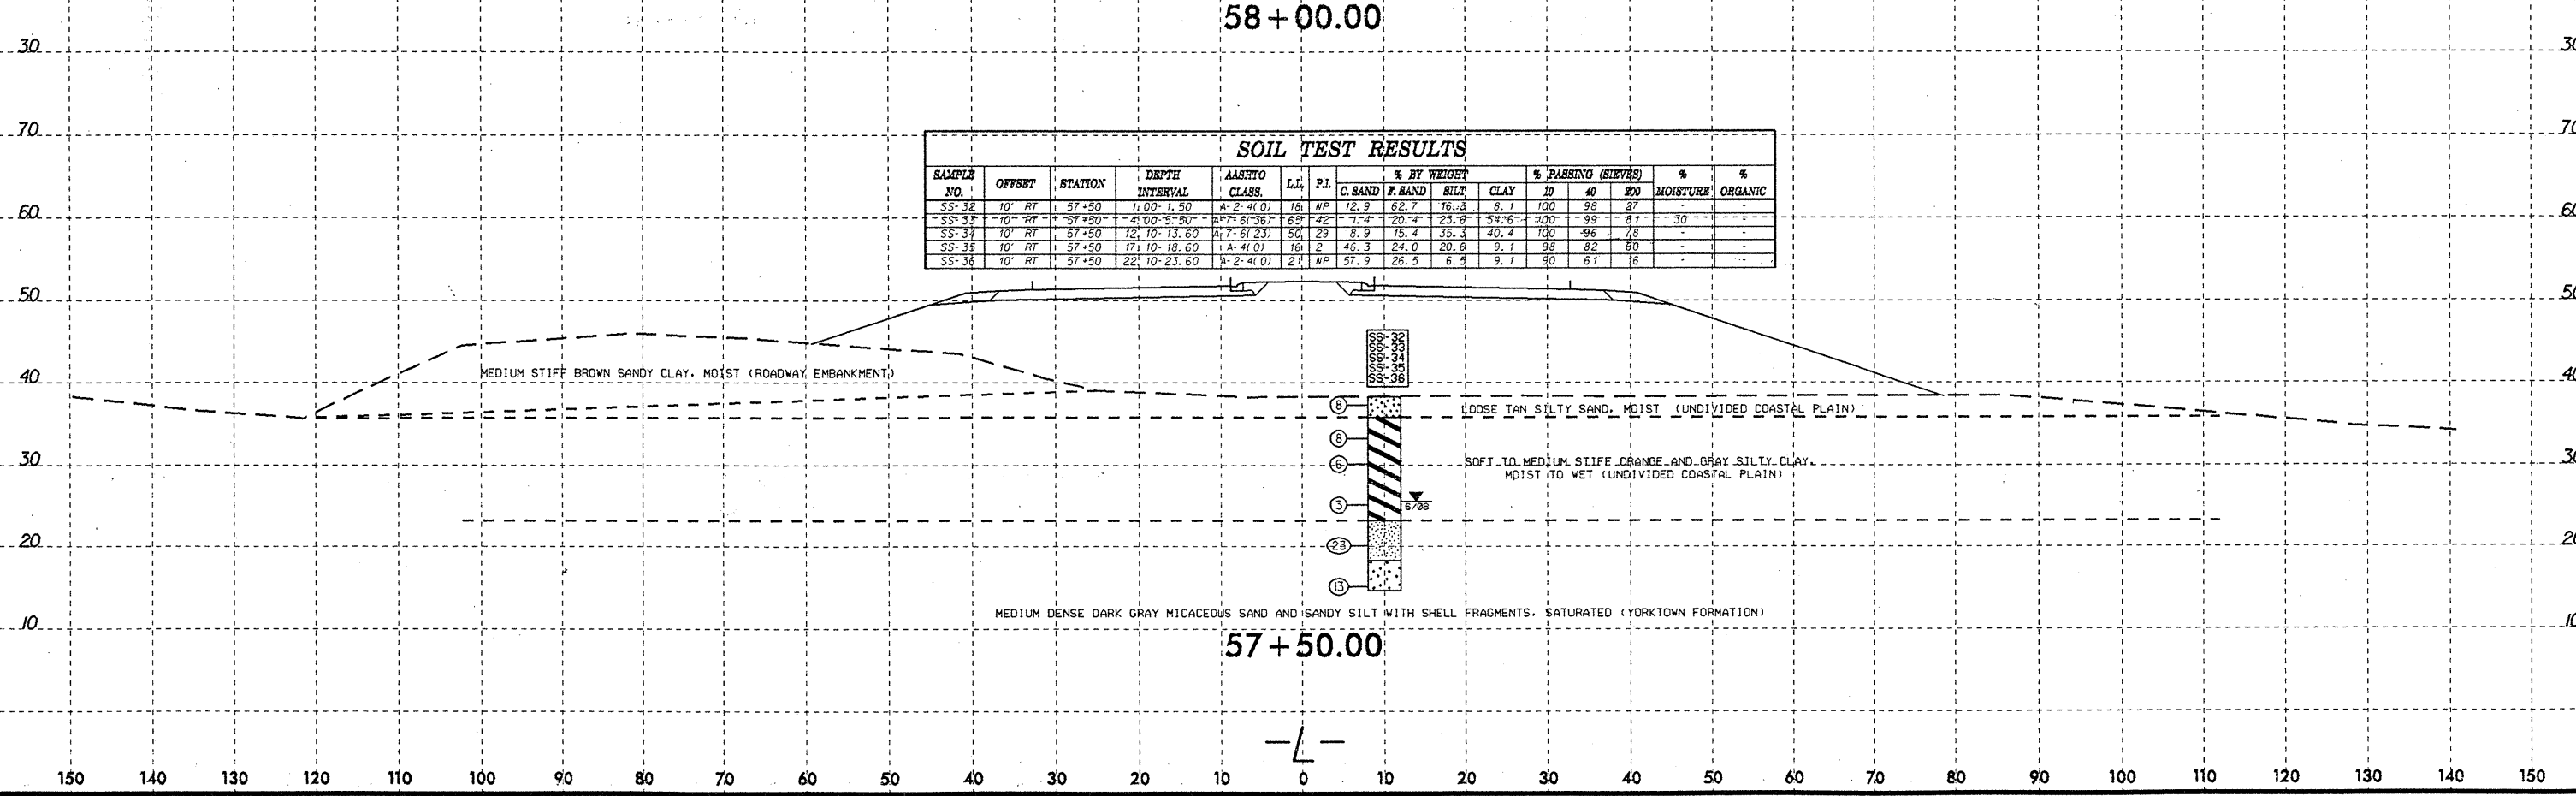 58+00.00
30 30
70 70
SOIL TEST RESULTS
SAMPLE NO. OFFSET STATION DEPTH INTERVAL AASHTO CLASS. L.L. P.I. % BY WEIGHT % PASSING (SIEVES) % MOISTURE % ORGANIC
C. SAND F. SAND SILT CLAY 10 40 200
SS-32 10' RT 57+50 1.00-1.50 A-2-4(0) 18 NP 12.9 62.7 16.3 8.1 100 98 27 - -
60 60
SS-33 10' RT 57+50 4.00-5.50 A-7-6(36) 65 42 1.4 20.4 23.6 54.6 100 99 81 30 -
SS-34 10' RT 57+50 12.10-13.60 A-7-6(23) 50 29 8.9 15.4 35.3 40.4 100 96 78 - -
SS-35 10' RT 57+50 17.10-18.60 A-4(0) 16 2 46.3 24.0 20.6 9.1 98 82 60 - -
SS-36 10' RT 57+50 22.10-23.60 A-2-4(0) 21 NP 57.9 26.5 6.5 9.1 90 61 16 - -
50 50
SS-32
SS-33
SS-34
SS-35
SS-36
MEDIUM STIFF BROWN SANDY CLAY, MOIST (ROADWAY EMBANKMENT)
40 40
8
LOOSE TAN SILTY SAND, MOIST (UNDIVIDED COASTAL PLAIN)
8
30 30
6
SOFT TO MEDIUM STIFF ORANGE AND GRAY SILTY CLAY,
MOIST TO WET (UNDIVIDED COASTAL PLAIN)
3
6/08
20 20
23
13
MEDIUM DENSE DARK GRAY MICACEOUS SAND AND SANDY SILT WITH SHELL FRAGMENTS, SATURATED (YORKTOWN FORMATION)
10 10
57+50.00
-L-
150 140 130 120 110 100 90 80 70 60 50 40 30 20 10 0 10 20 30 40 50 60 70 80 90 100 110 120 130 140 150